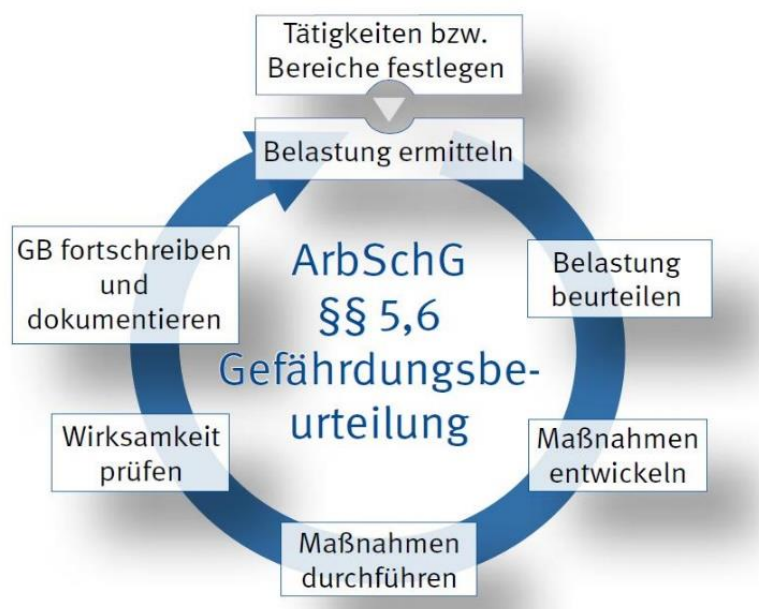 Tätigkeiten bzw.
Bereiche festlegen
Belastung ermitteln
Belastung
beurteilen
Maßnahmen
entwickeln
Maßnahmen
durchführen
Wirksamkeit
prüfen
GB fortschreiben
und
dokumentieren
ArbSchG
§§ 5,6
Gefährdungsbe-
urteilung